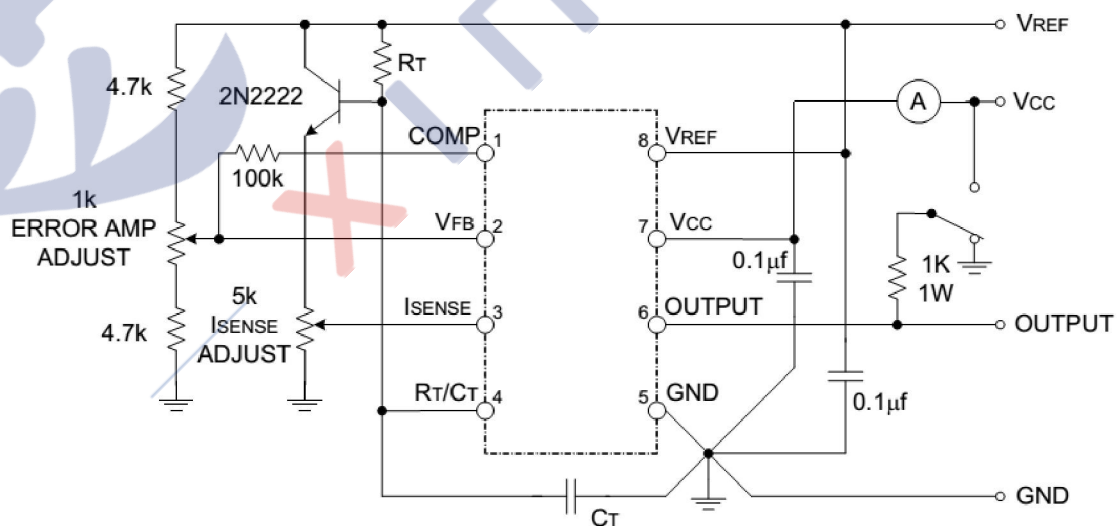 VREF
4.7k
2N2222
RT
A
VCC
COMP
1
8
VREF
100k
1k
ERROR AMP
ADJUST
VFB
2
7
VCC
0.1µf
1K
1W
5k
ISENSE
ADJUST
4.7k
ISENSE
3
6
OUTPUT
OUTPUT
RT/CT
4
5
GND
0.1µf
CT
GND